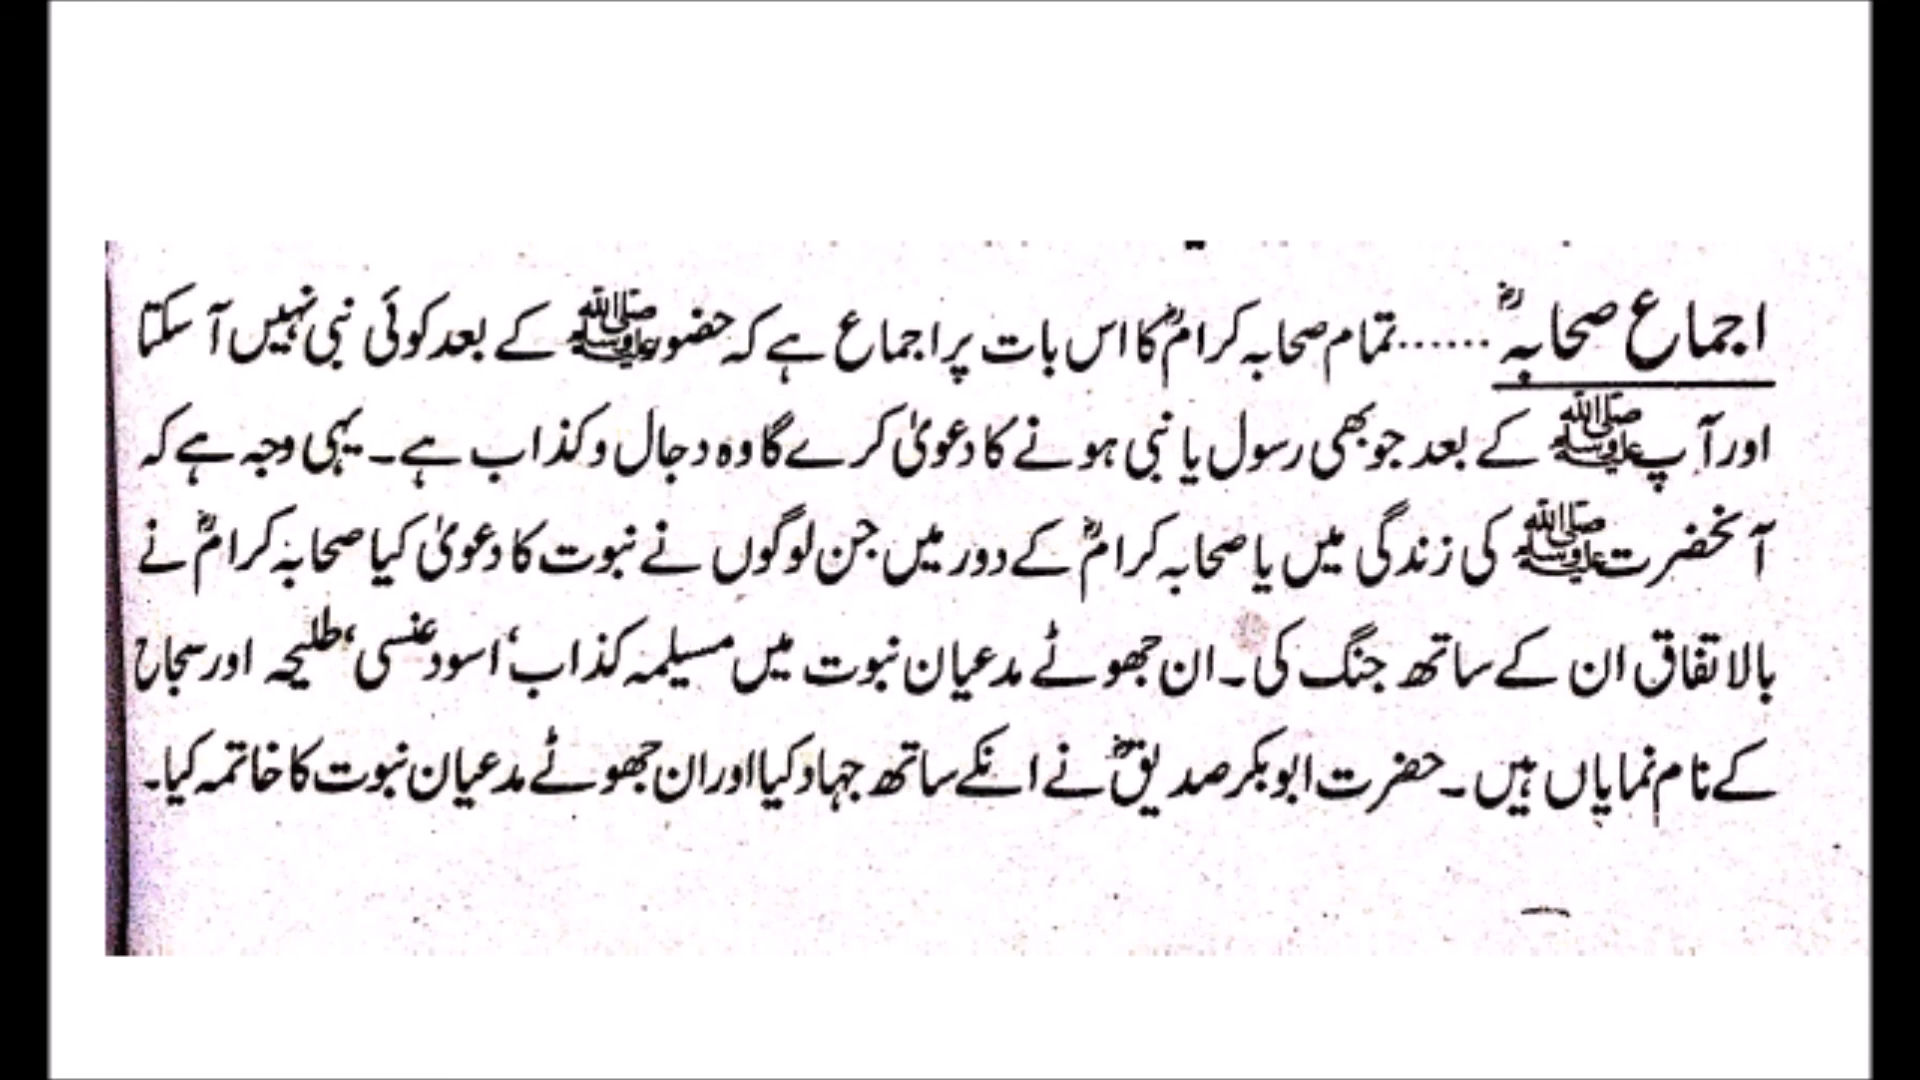 اجماع صحابہؓ ......تمام صحابہ کرامؓ کا اس بات پر اجماع ہے کہ حضور ﷺ کے بعد کوئی نبی نہیں آ سکتا
اور آپ ﷺ کے بعد جو بھی رسول یا نبی ہونے کا دعویٰ کرے گا وہ دجال و کذاب ہے۔ یہی وجہ ہے کہ
آنحضرت ﷺ کی زندگی میں یا صحابہ کرامؓ کے دور میں جن لوگوں نے نبوت کا دعویٰ کیا صحابہ کرامؓ نے
بالاتفاق ان کے ساتھ جنگ کی۔ ان جھوٹے مدعیان نبوت میں مسیلمہ کذاب، اسود عنسی، طلیحہ اور سجاح
کے نام نمایاں ہیں۔ حضرت ابوبکر صدیقؓ نے انکے ساتھ جہاد کیا اور ان جھوٹے مدعیان نبوت کا خاتمہ کیا۔